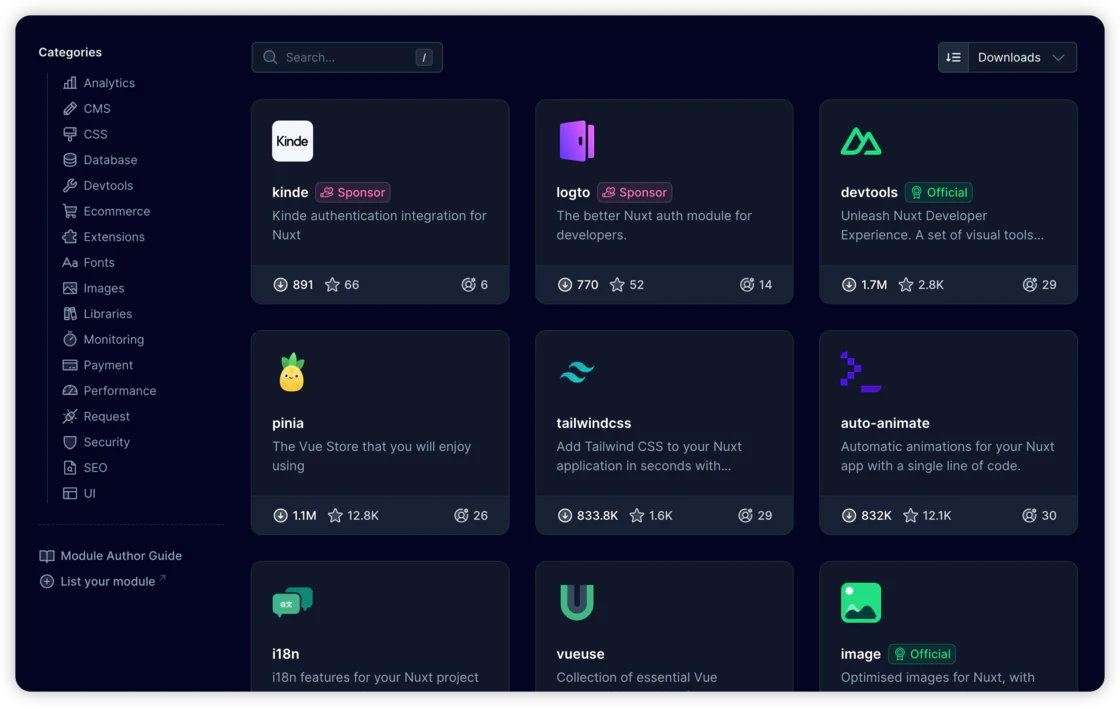 Categories
Analytics
CMS
CSS
Database
Devtools
Ecommerce
Extensions
Aa Fonts
Images
Libraries
Monitoring
Payment
Performance
Request
Security
SEO
UI
Module Author Guide
List your module
Search...
/
Downloads
Kinde
kinde Sponsor
Kinde authentication integration for
Nuxt
891 66 6
logto Sponsor
The better Nuxt auth module for
developers.
770 52 14
devtools Official
Unleash Nuxt Developer
Experience. A set of visual tools...
1.7M 2.8K 29
pinia
The Vue Store that you will enjoy
using
1.1M 12.8K 26
tailwindcss
Add Tailwind CSS to your Nuxt
application in seconds with...
833.8K 1.6K 29
auto-animate
Automatic animations for your Nuxt
app with a single line of code.
832K 12.1K 30
i18n
i18n features for your Nuxt project
vueuse
Collection of essential Vue
image Official
Optimised images for Nuxt, with